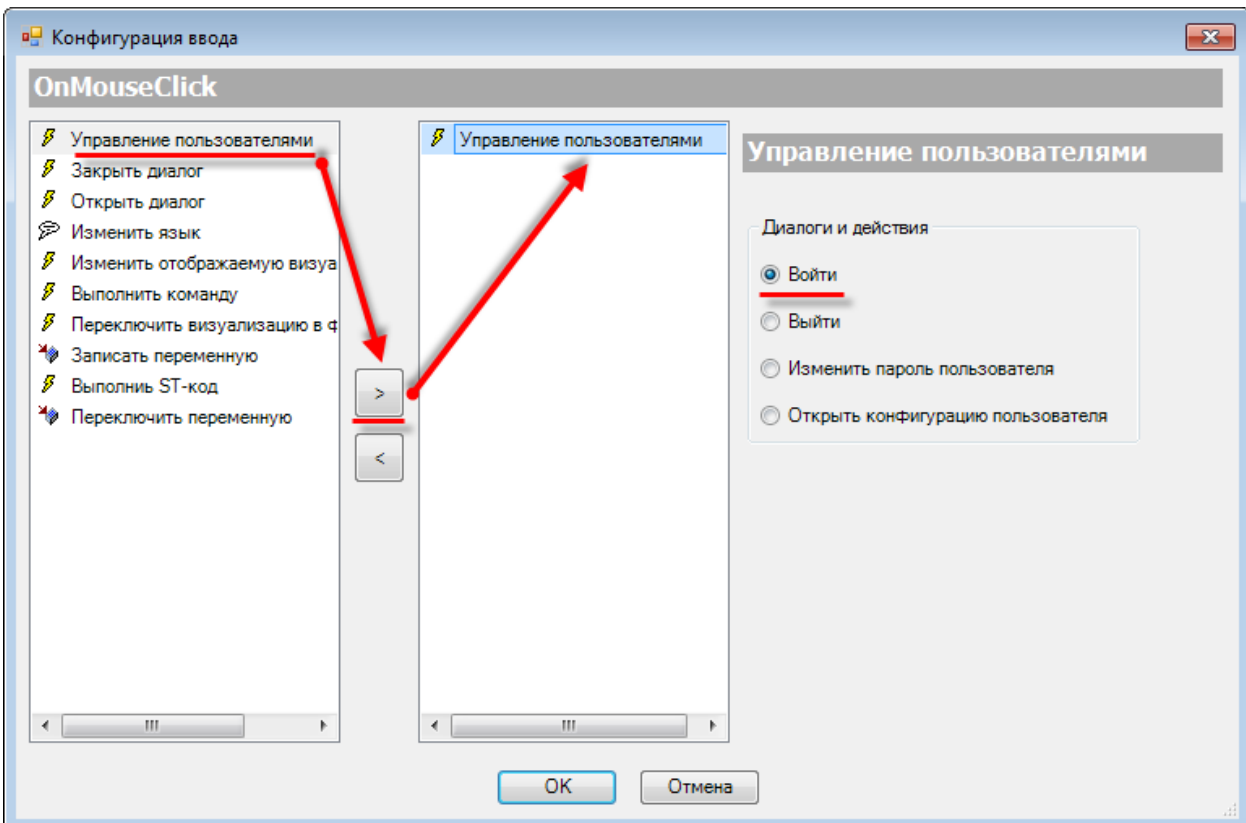 Конфигурация ввода
OnMouseClick
Управление пользователями
Закрыть диалог
Открыть диалог
Изменить язык
Изменить отображаемую визуа
Выполнить команду
Переключить визуализацию в ф
Записать переменную
Выполниь ST-код
Переключить переменную
>
<
Управление пользователями
Управление пользователями
Диалоги и действия
Войти
Выйти
Изменить пароль пользователя
Открыть конфигурацию пользователя
OK
Отмена